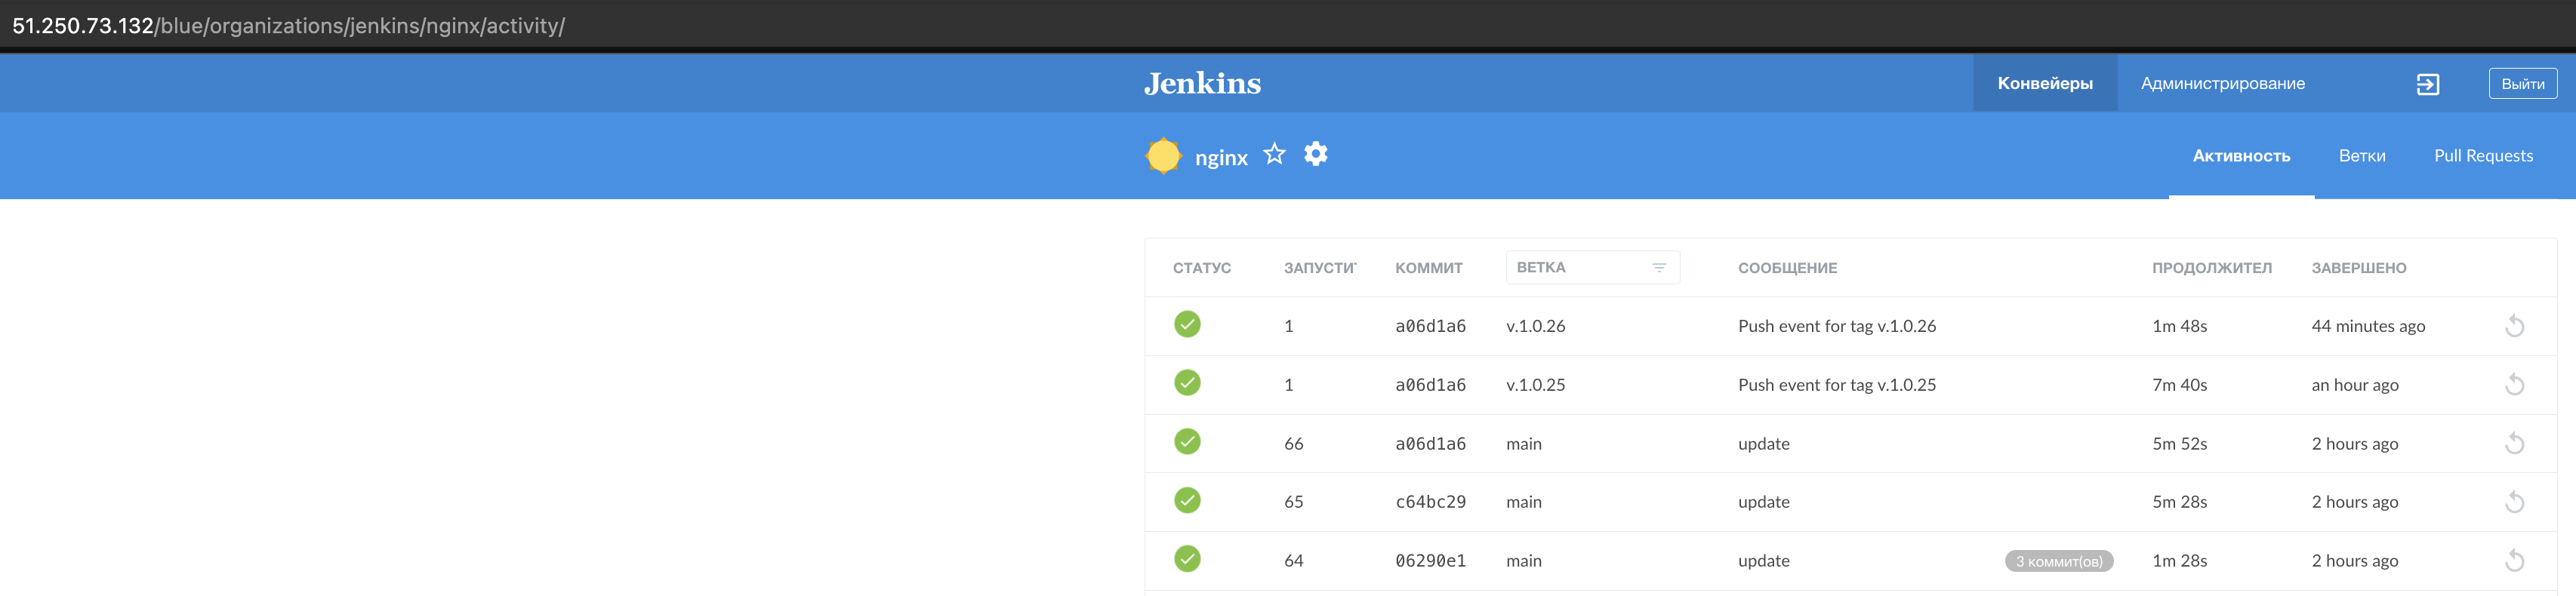 51.250.73.132/blue/organizations/jenkins/nginx/activity/
Jenkins Конвейеры Администрирование Выйти
nginx Активность Ветки Pull Requests
СТАТУС ЗАПУСТИ КОММИТ ВЕТКА СООБЩЕНИЕ ПРОДОЛЖИТЕЛ ЗАВЕРШЕНО
1 a06d1a6 v.1.0.26 Push event for tag v.1.0.26 1m 48s 44 minutes ago
1 a06d1a6 v.1.0.25 Push event for tag v.1.0.25 7m 40s an hour ago
66 a06d1a6 main update 5m 52s 2 hours ago
65 c64bc29 main update 5m 28s 2 hours ago
64 06290e1 main update 3 коммит(ов) 1m 28s 2 hours ago